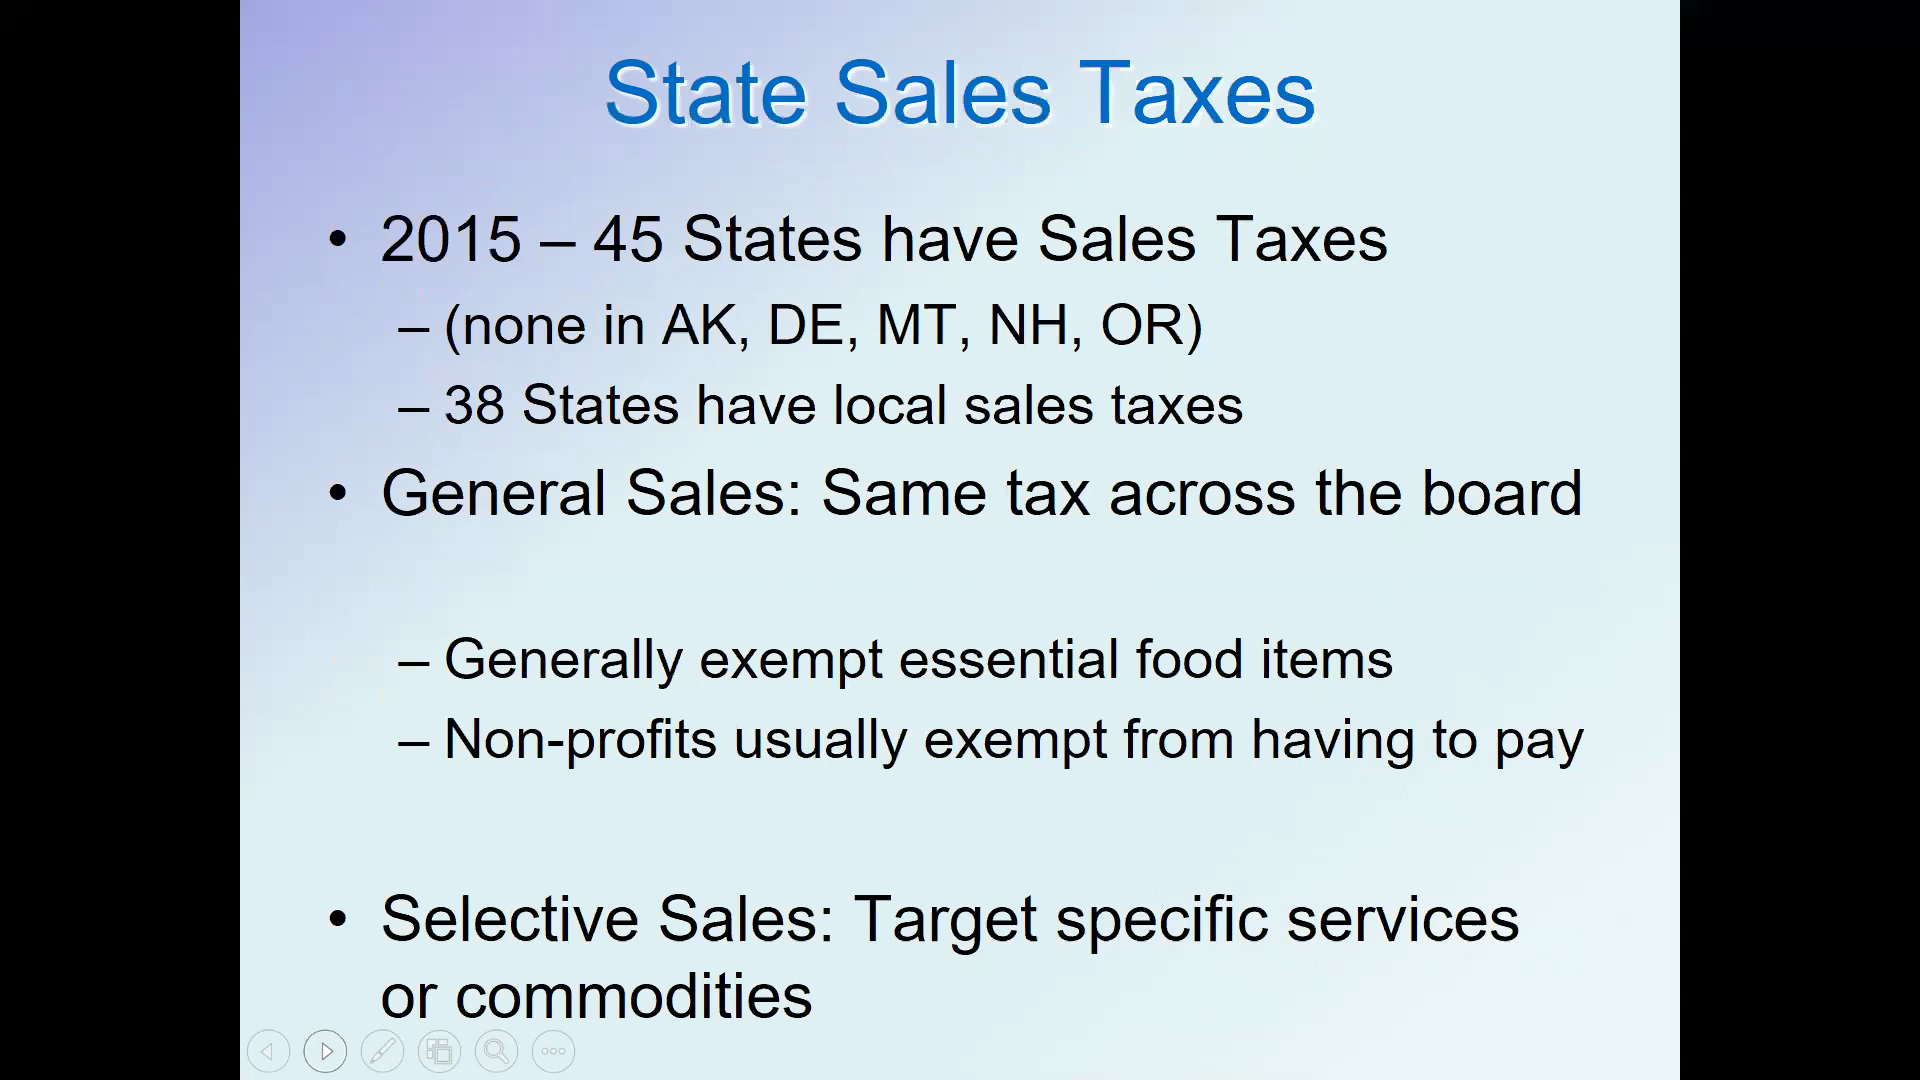 State Sales Taxes
• 2015 – 45 States have Sales Taxes
– (none in AK, DE, MT, NH, OR)
– 38 States have local sales taxes
• General Sales: Same tax across the board
– Generally exempt essential food items
– Non-profits usually exempt from having to pay
• Selective Sales: Target specific services
or commodities